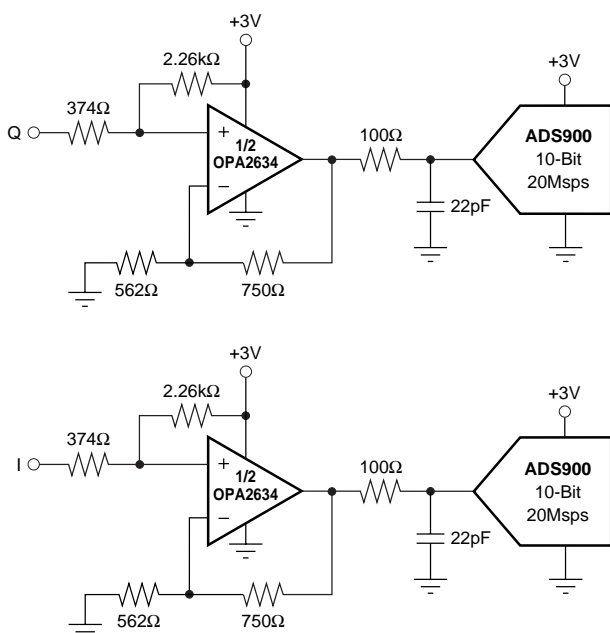 +3V
2.26kΩ
374Ω
Q
+
1/2
OPA2634
−
100Ω
22pF
562Ω
750Ω
+3V
ADS900
10-Bit
20Msps
+3V
2.26kΩ
374Ω
I
+
1/2
OPA2634
−
100Ω
22pF
562Ω
750Ω
+3V
ADS900
10-Bit
20Msps